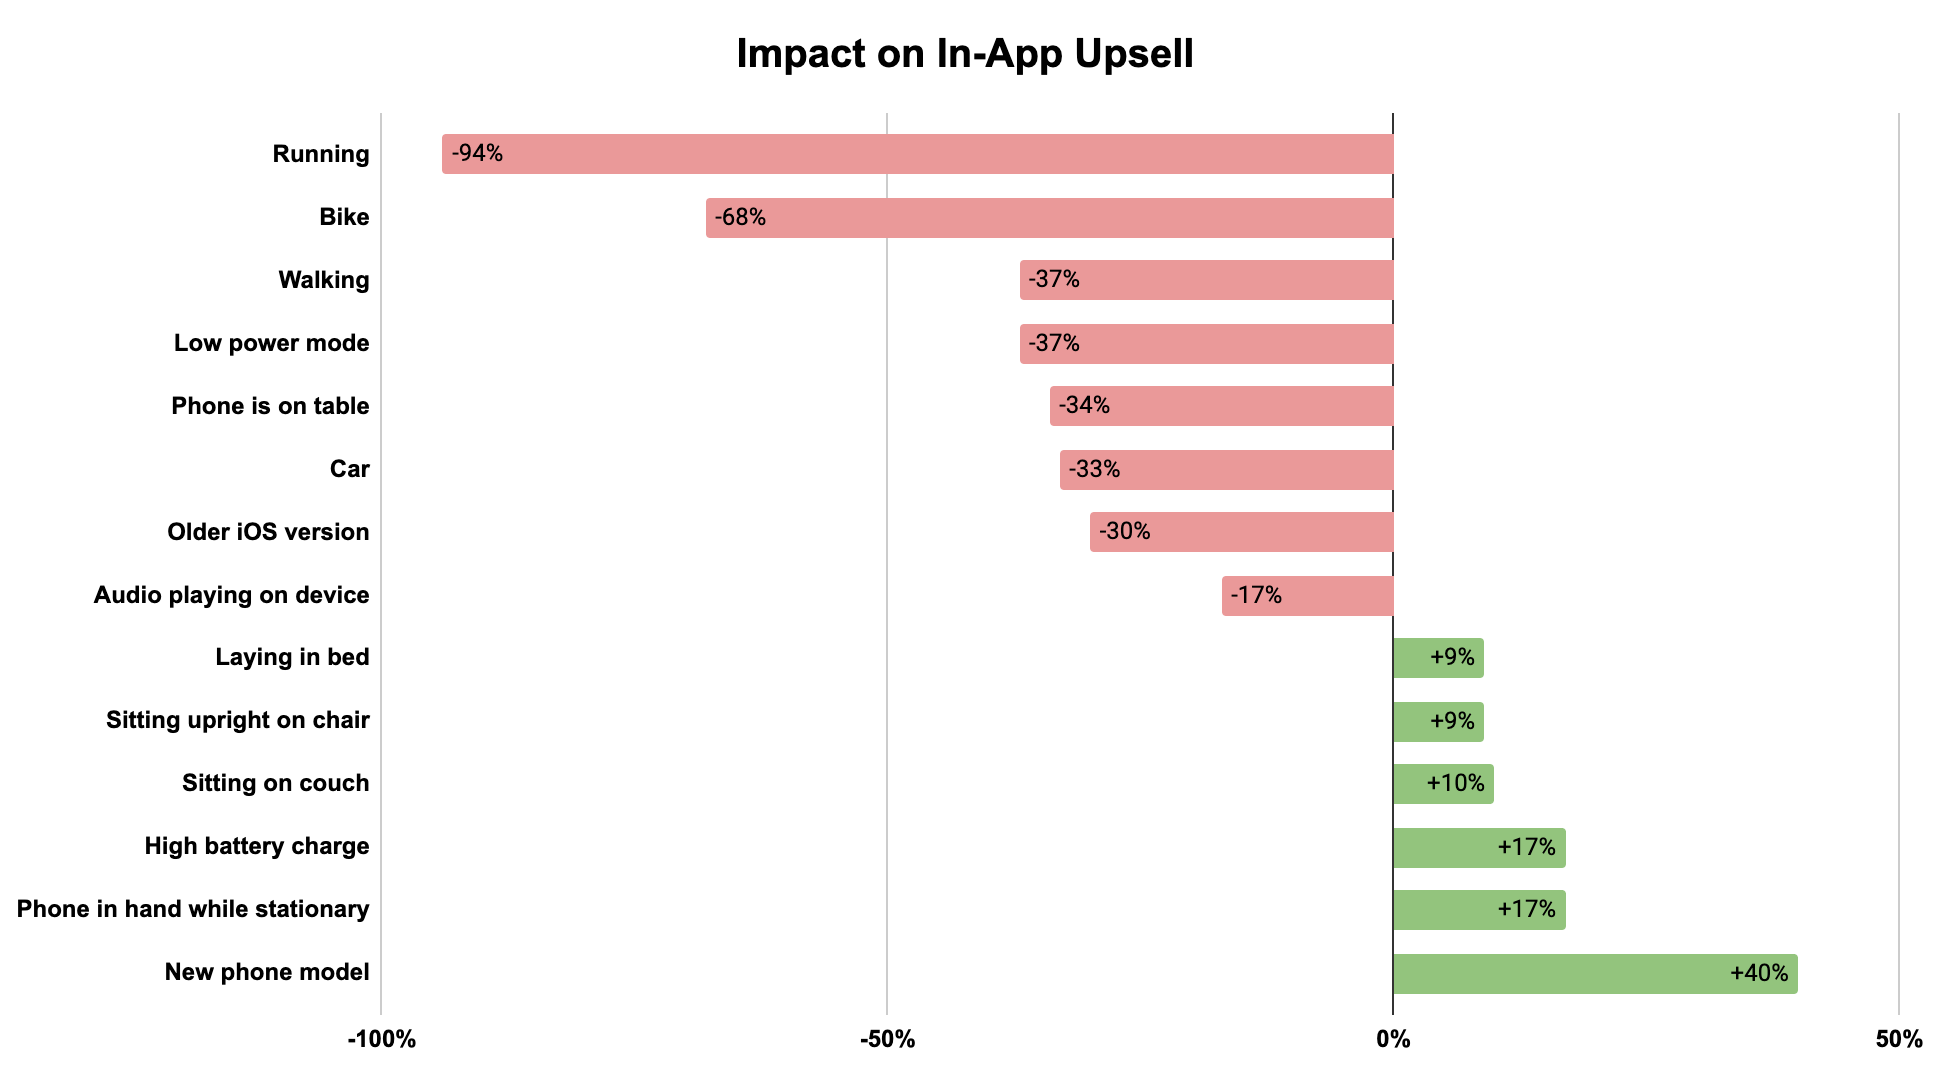 Impact on In-App Upsell
Running -94%
Bike -68%
Walking -37%
Low power mode -37%
Phone is on table -34%
Car -33%
Older iOS version -30%
Audio playing on device -17%
Laying in bed +9%
Sitting upright on chair +9%
Sitting on couch +10%
High battery charge +17%
Phone in hand while stationary +17%
New phone model +40%
-100% -50% 0% 50%